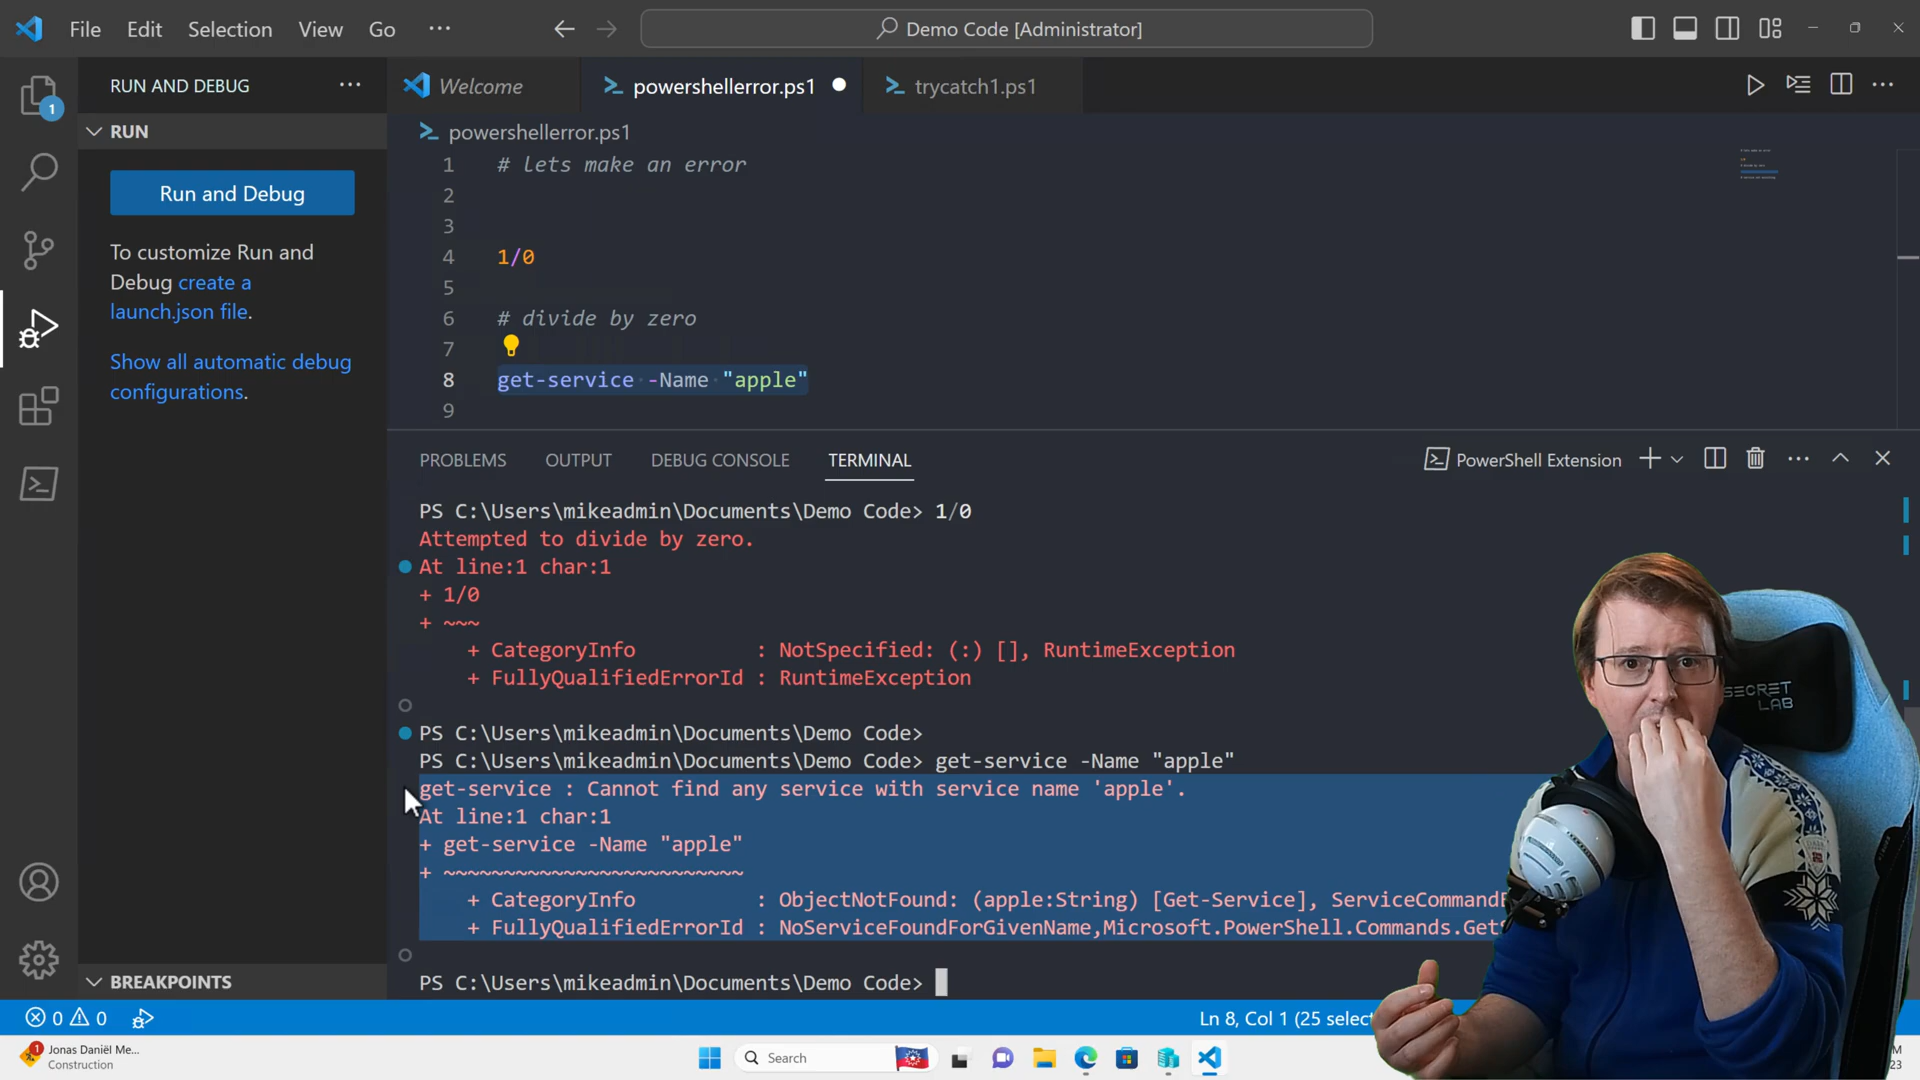 File Edit Selection View Go ···
Demo Code [Administrator]
1
RUN AND DEBUG ···
RUN
Run and Debug
To customize Run and
Debug create a
launch.json file.
Show all automatic debug
configurations.
BREAKPOINTS
Welcome
powershellerror.ps1
trycatch1.ps1
powershellerror.ps1
1 # lets make an error
2
3
4 1/0
5
6 # divide by zero
7
8 get-service -Name "apple"
9
PROBLEMS OUTPUT DEBUG CONSOLE TERMINAL
PowerShell Extension
PS C:\Users\mikeadmin\Documents\Demo Code> 1/0
Attempted to divide by zero.
At line:1 char:1
+ 1/0
+ ~~~
+ CategoryInfo : NotSpecified: (:) [], RuntimeException
+ FullyQualifiedErrorId : RuntimeException
PS C:\Users\mikeadmin\Documents\Demo Code>
PS C:\Users\mikeadmin\Documents\Demo Code> get-service -Name "apple"
get-service : Cannot find any service with service name 'apple'.
At line:1 char:1
+ get-service -Name "apple"
+ ~~~~~~~~~~~~~~~~~~~~~~~~~
+ CategoryInfo : ObjectNotFound: (apple:String) [Get-Service], ServiceCommand
+ FullyQualifiedErrorId : NoServiceFoundForGivenName,Microsoft.PowerShell.Commands.Get
PS C:\Users\mikeadmin\Documents\Demo Code>
SECRET
LAB
0 0
Ln 8, Col 1 (25 selec
1
Jonas Daniël Me...
Construction
Search
M
23